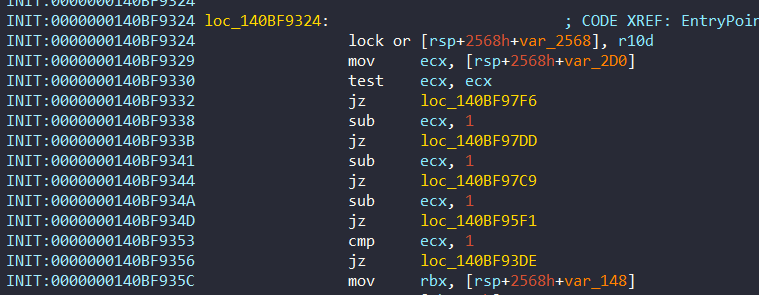 INIT:0000000140BF9324
INIT:0000000140BF9324 loc_140BF9324: ; CODE XREF: EntryPoin
INIT:0000000140BF9324 lock or [rsp+2568h+var_2568], r10d
INIT:0000000140BF9329 mov ecx, [rsp+2568h+var_2D0]
INIT:0000000140BF9330 test ecx, ecx
INIT:0000000140BF9332 jz loc_140BF97F6
INIT:0000000140BF9338 sub ecx, 1
INIT:0000000140BF933B jz loc_140BF97DD
INIT:0000000140BF9341 sub ecx, 1
INIT:0000000140BF9344 jz loc_140BF97C9
INIT:0000000140BF934A sub ecx, 1
INIT:0000000140BF934D jz loc_140BF95F1
INIT:0000000140BF9353 cmp ecx, 1
INIT:0000000140BF9356 jz loc_140BF93DE
INIT:0000000140BF935C mov rbx, [rsp+2568h+var_148]